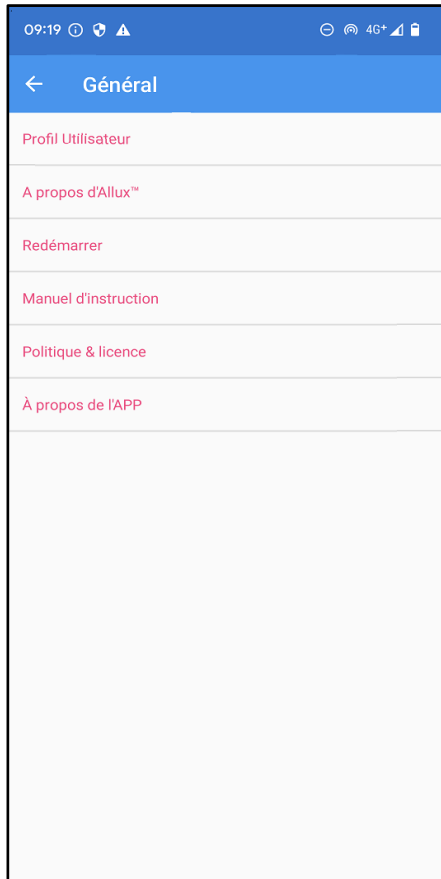 09:19 4G+
Général
Profil Utilisateur
A propos d'Allux™
Redémarrer
Manuel d'instruction
Politique & licence
À propos de l'APP